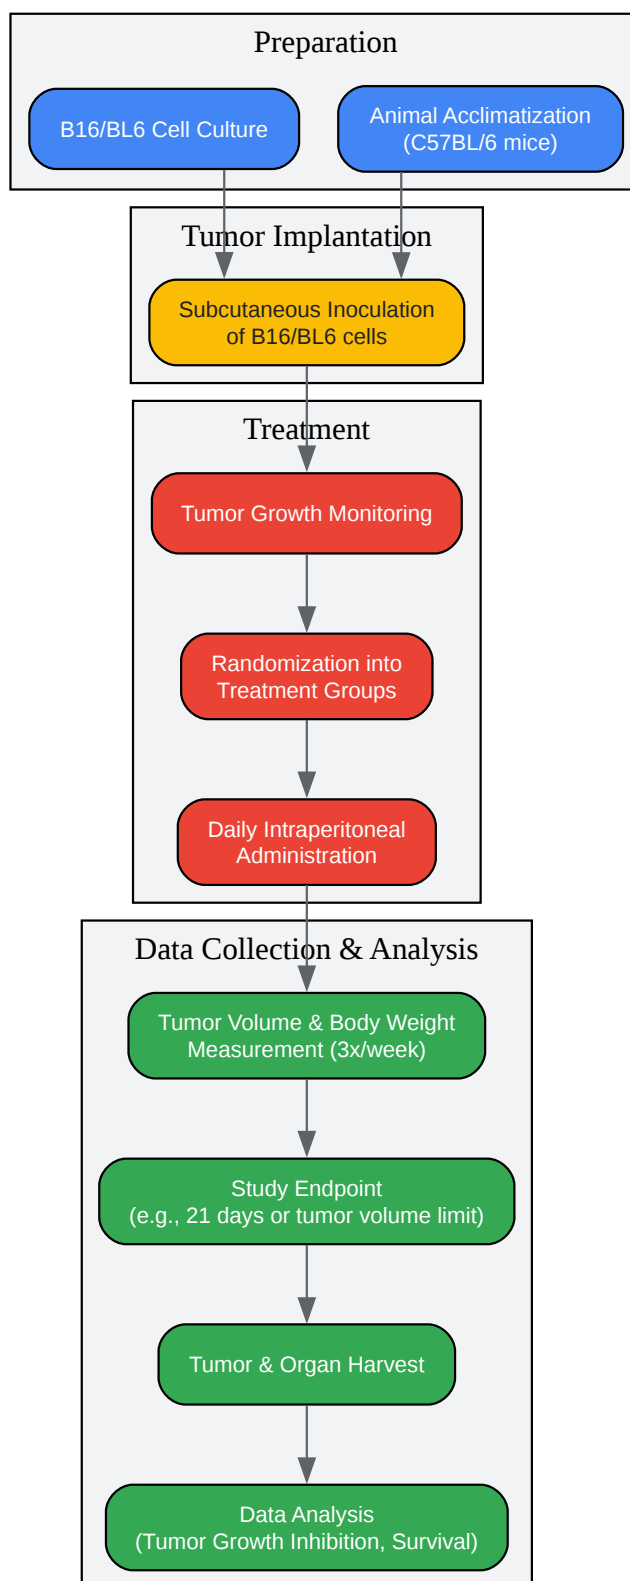 Preparation
B16/BL6 Cell Culture
Animal Acclimatization
(C57BL/6 mice)
Tumor Implantation
Subcutaneous Inoculation
of B16/BL6 cells
Treatment
Tumor Growth Monitoring
Randomization into
Treatment Groups
Daily Intraperitoneal
Administration
Data Collection & Analysis
Tumor Volume & Body Weight
Measurement (3x/week)
Study Endpoint
(e.g., 21 days or tumor volume limit)
Tumor & Organ Harvest
Data Analysis
(Tumor Growth Inhibition, Survival)